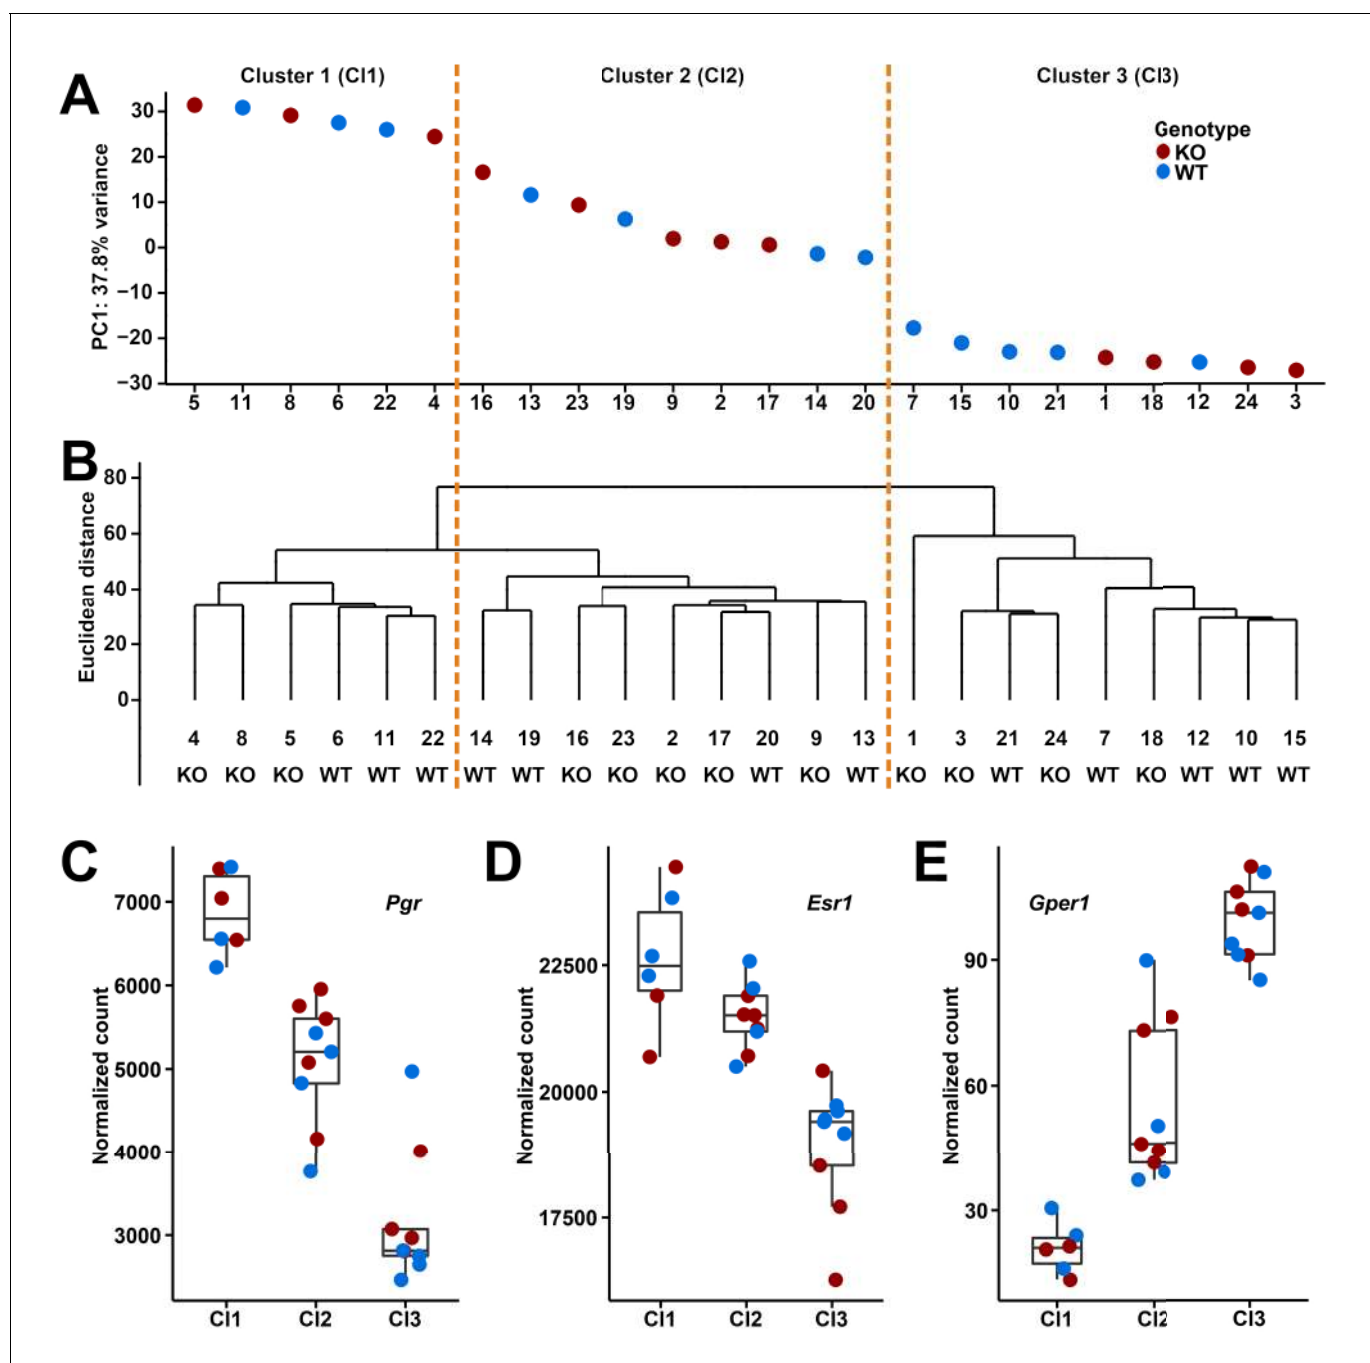 A
Cluster 1 (Cl1) Cluster 2 (Cl2) Cluster 3 (Cl3)
Genotype
KO
WT
PC1: 37.8% variance
30
20
10
0
−10
−20
−30
5 11 8 6 22 4 16 13 23 19 9 2 17 14 20 7 15 10 21 1 18 12 24 3
B
Euclidean distance
80
60
40
20
0
4 8 5 6 11 22 14 19 16 23 2 17 20 9 13 1 3 21 24 7 18 12 10 15
KO KO KO WT WT WT WT WT KO KO KO KO WT KO WT KO KO WT KO WT KO WT WT WT
C
Pgr
Normalized count
7000
6000
5000
4000
3000
Cl1 Cl2 Cl3
D
Esr1
Normalized count
22500
20000
17500
Cl1 Cl2 Cl3
E
Gper1
Normalized count
90
60
30
Cl1 Cl2 Cl3